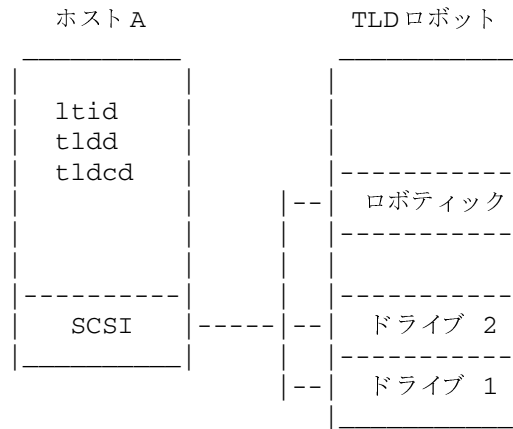 ホスト A
TLD ロボット
ltid
tldd
tldcd
ロボティック
SCSI
ドライブ 2
ドライブ 1